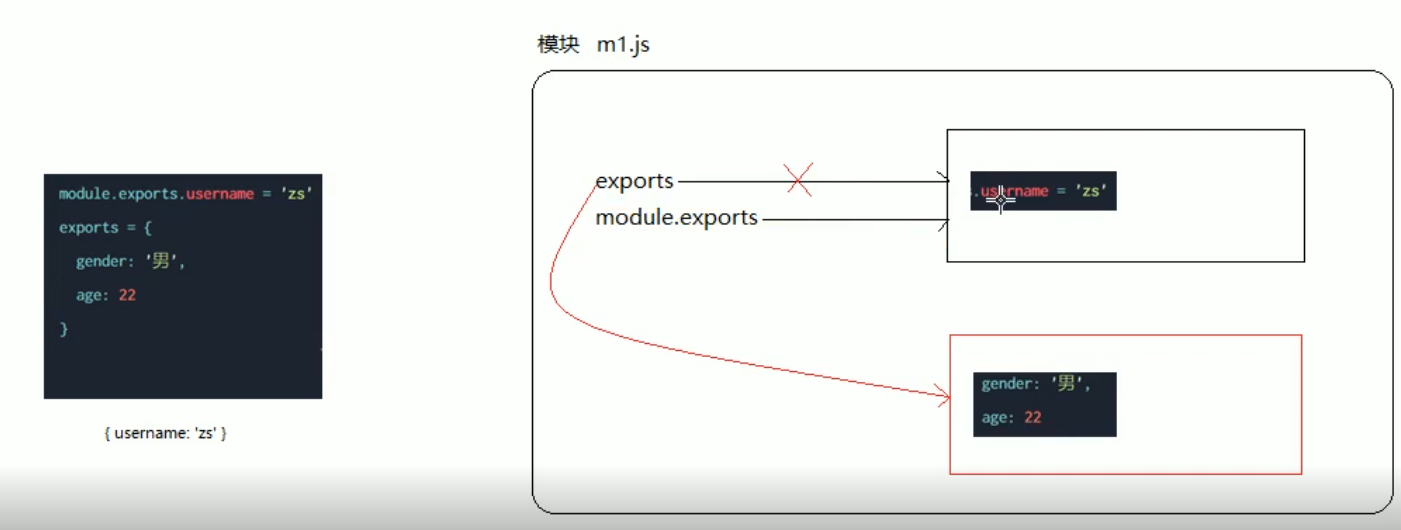 模块 m1.js
module.exports.username = 'zs'
exports = {
gender: '男',
age: 22
}
{ username: 'zs' }
exports
module.exports
.username = 'zs'
gender: '男',
age: 22